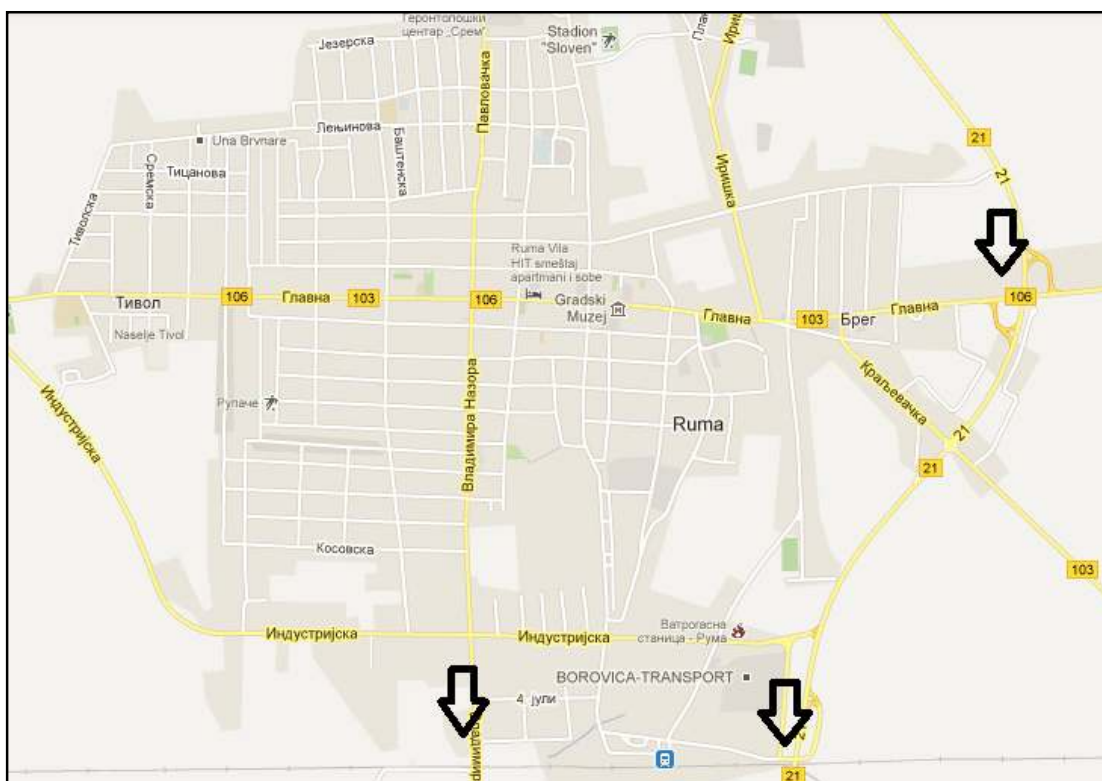 Геронтолошки
центар „Срем“
Језерска
Stadion
"Sloven"
Павловачка
21
Лењинова
Una Brvnare
Баштенска
Сремска
Тицанова
Иришка
21
Тиволска
Ruma Vila
HIT smeštaj
apartmani i sobe
106
Главна
103
106
Тивол
Gradski
Muzej
Главна
103
Брег
Главна
106
Naselje Tivol
Краљевачка
Владимира Назора
Индустријска
Рупаче
Ruma
21
21
Косовска
103
Ватрогасна
станица - Рума
Индустријска
Индустријска
BOROVICA-TRANSPORT
4. јули
21
21